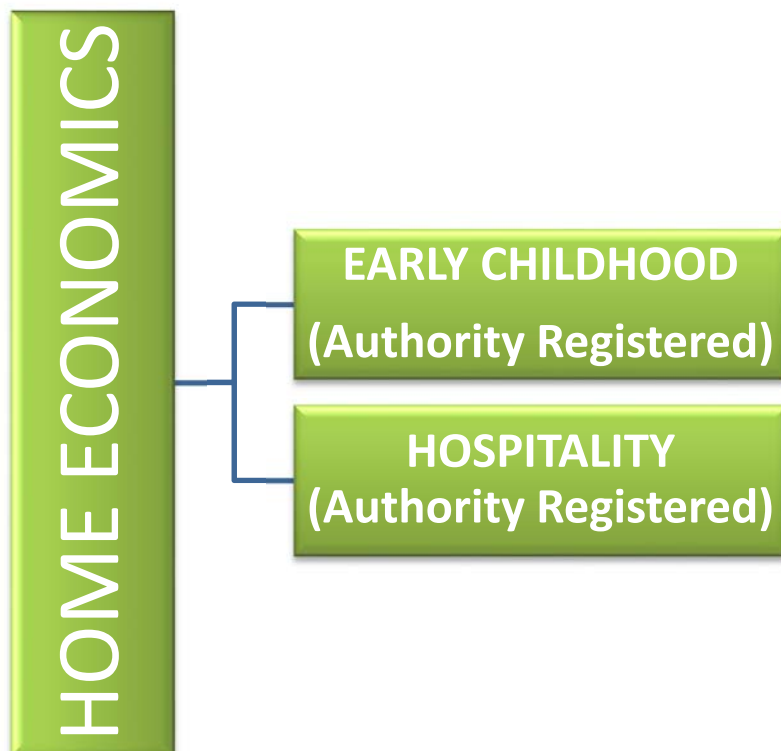 HOME ECONOMICS
EARLY CHILDHOOD
(Authority Registered)
HOSPITALITY
(Authority Registered)